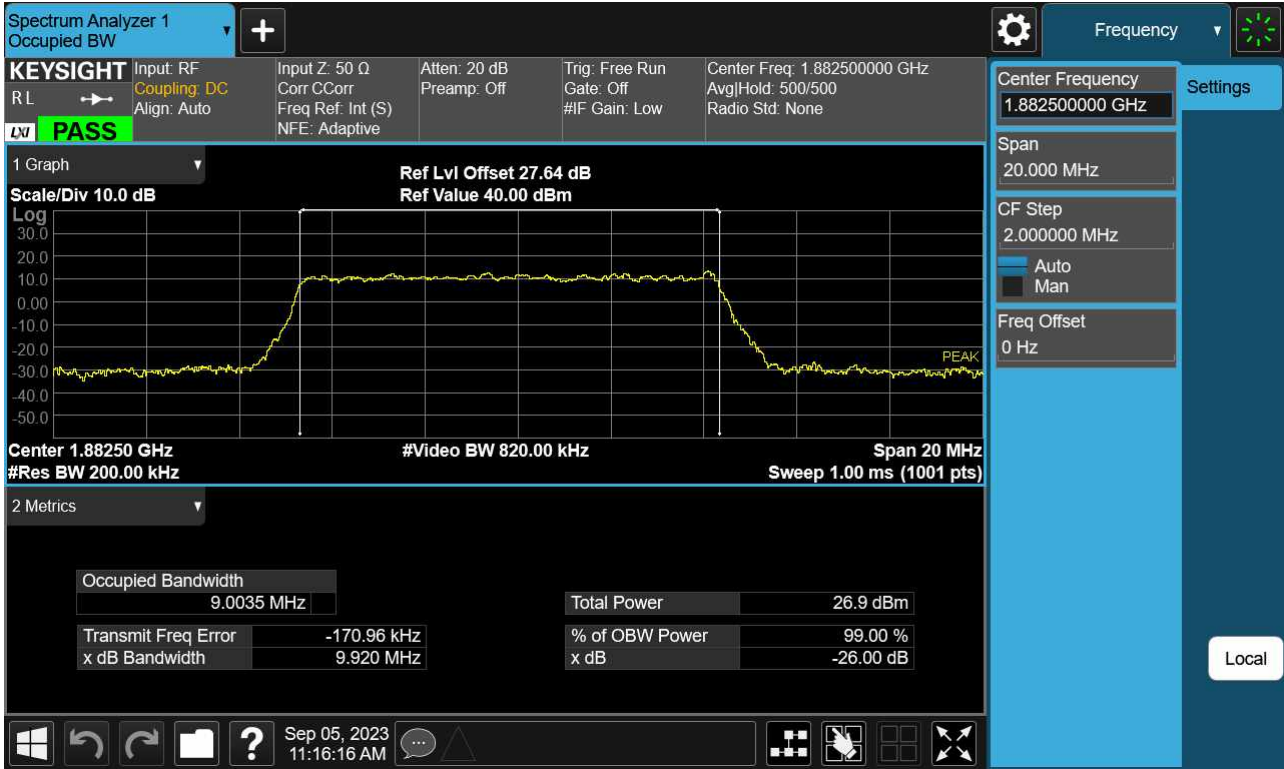 Spectrum Analyzer 1
Occupied BW
Frequency
KEYSIGHT
R L
LXI PASS
Input: RF
Coupling: DC
Align: Auto
Input Z: 50 Ω
Corr CCorr
Freq Ref: Int (S)
NFE: Adaptive
Atten: 20 dB
Preamp: Off
Trig: Free Run
Gate: Off
#IF Gain: Low
Center Freq: 1.882500000 GHz
Avg|Hold: 500/500
Radio Std: None
Center Frequency
1.882500000 GHz
Settings
Span
20.000 MHz
CF Step
2.000000 MHz
Auto
Man
Freq Offset
0 Hz
Local
1 Graph
Ref Lvl Offset 27.64 dB
Scale/Div 10.0 dB
Ref Value 40.00 dBm
Log
30.0
20.0
10.0
0.00
-10.0
-20.0
-30.0
-40.0
-50.0
PEAK
Center 1.88250 GHz
#Video BW 820.00 kHz
Span 20 MHz
#Res BW 200.00 kHz
Sweep 1.00 ms (1001 pts)
2 Metrics
Occupied Bandwidth
9.0035 MHz
Total Power 26.9 dBm
Transmit Freq Error -170.96 kHz
% of OBW Power 99.00 %
x dB Bandwidth 9.920 MHz
x dB -26.00 dB
?
Sep 05, 2023
11:16:16 AM